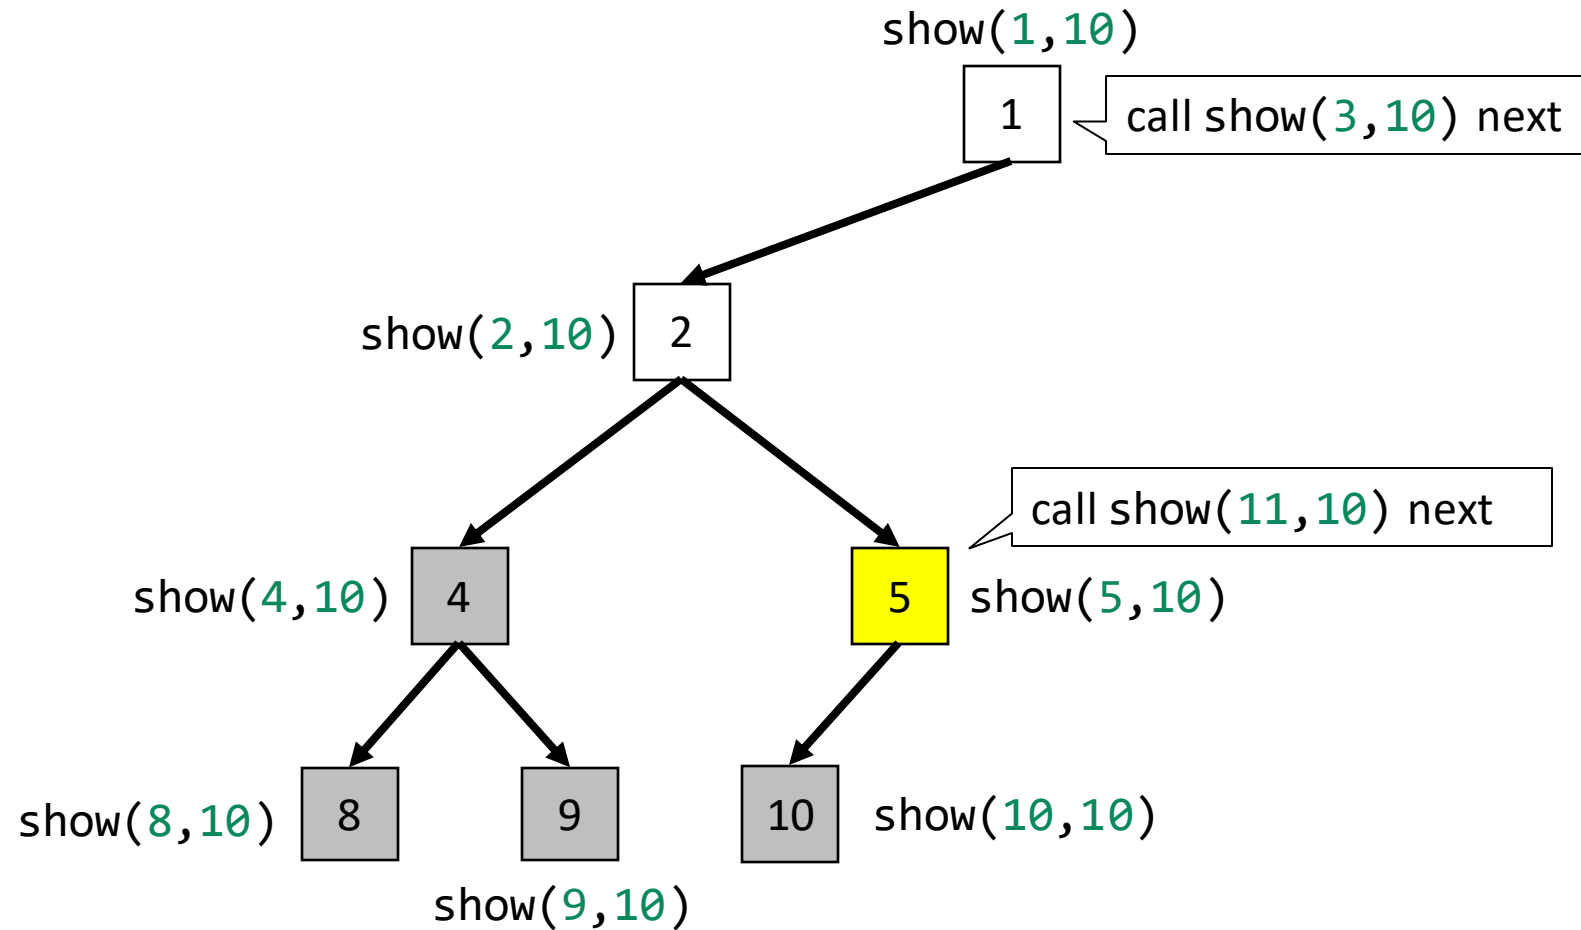 show(1,10)
1
call show(3,10) next
show(2,10)
2
call show(11,10) next
show(4,10)
4
5
show(5,10)
show(8,10)
8
9
10
show(10,10)
show(9,10)